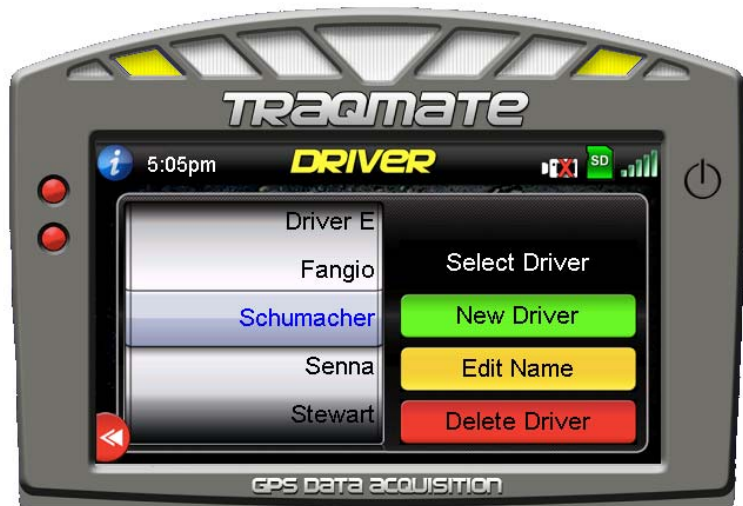 TRAQMATE
i 5:05pm DRIVER SD
Driver E
Fangio
Schumacher
Senna
Stewart
Select Driver
New Driver
Edit Name
Delete Driver
GPS DATA ACQUISITION